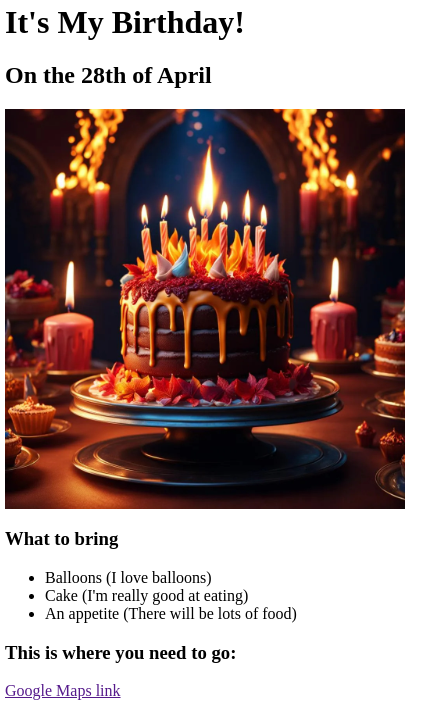 It's My Birthday!
On the 28th of April
What to bring
Balloons (I love balloons)
Cake (I'm really good at eating)
An appetite (There will be lots of food)
This is where you need to go:
Google Maps link